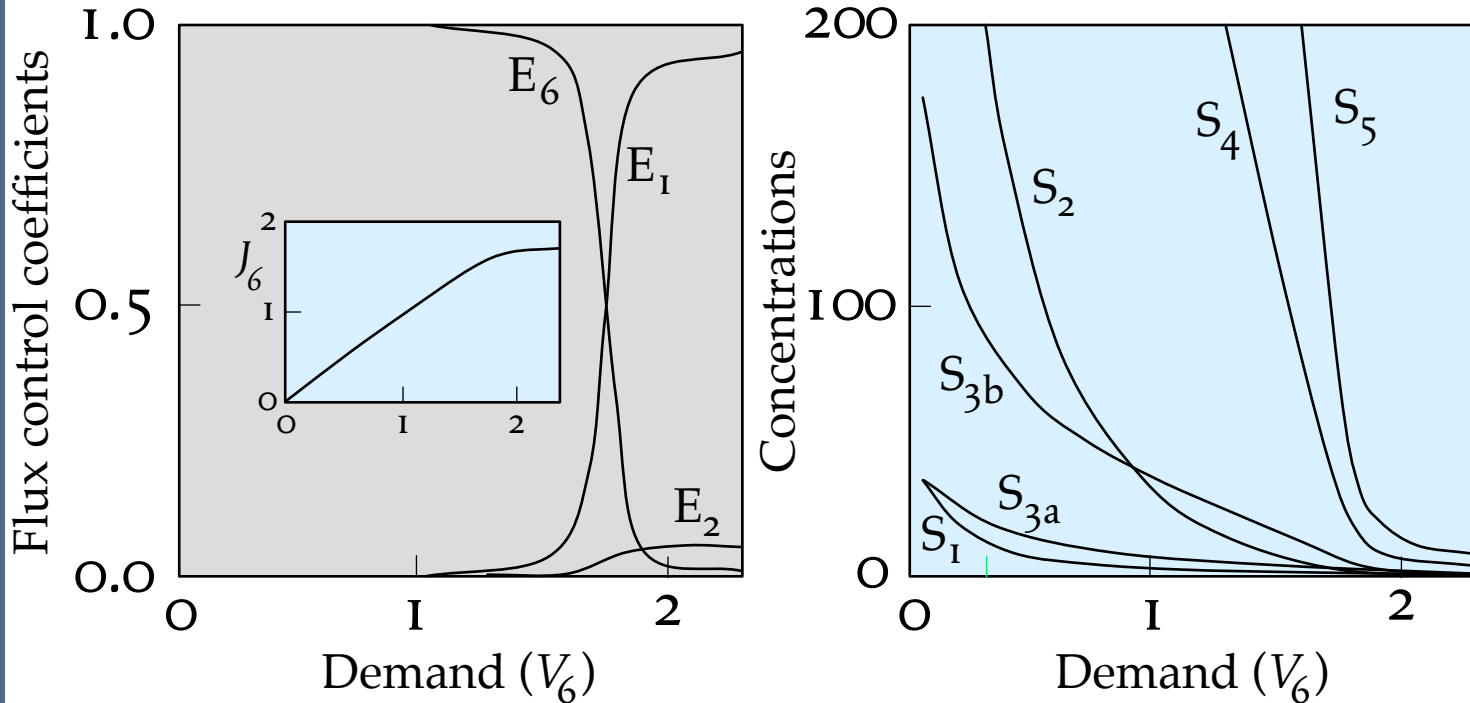 Flux control coefficients
1.0
0.5
0.0
E6
E1
E2
J6
2
1
0
0 1 2
0 1 2
Demand (V6)
Concentrations
200
100
0
S4
S5
S2
S3b
S3a
S1
0 1 2
Demand (V6)